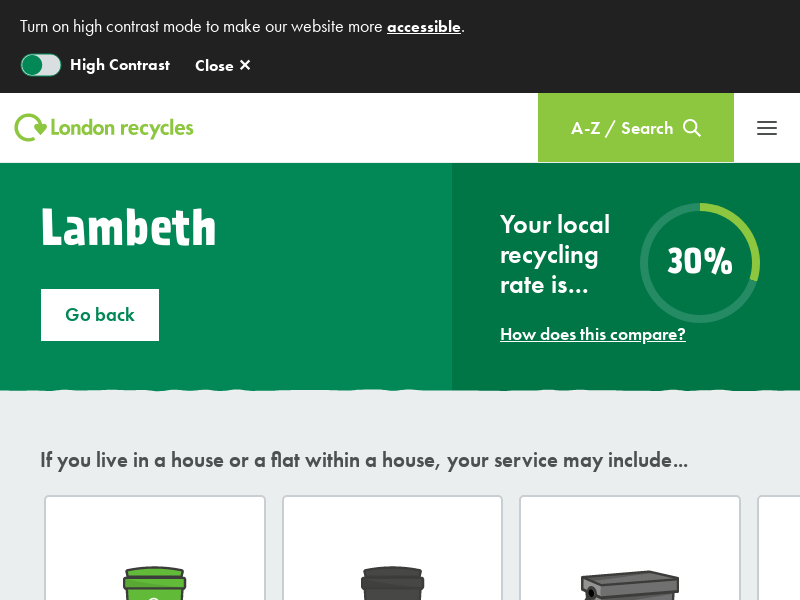 Turn on high contrast mode to make our website more accessible.
High Contrast
Close ✕
London recycles
A-Z / Search
Lambeth
Go back
Your local
recycling
rate is...
30%
How does this compare?
If you live in a house or a flat within a house, your service may include...